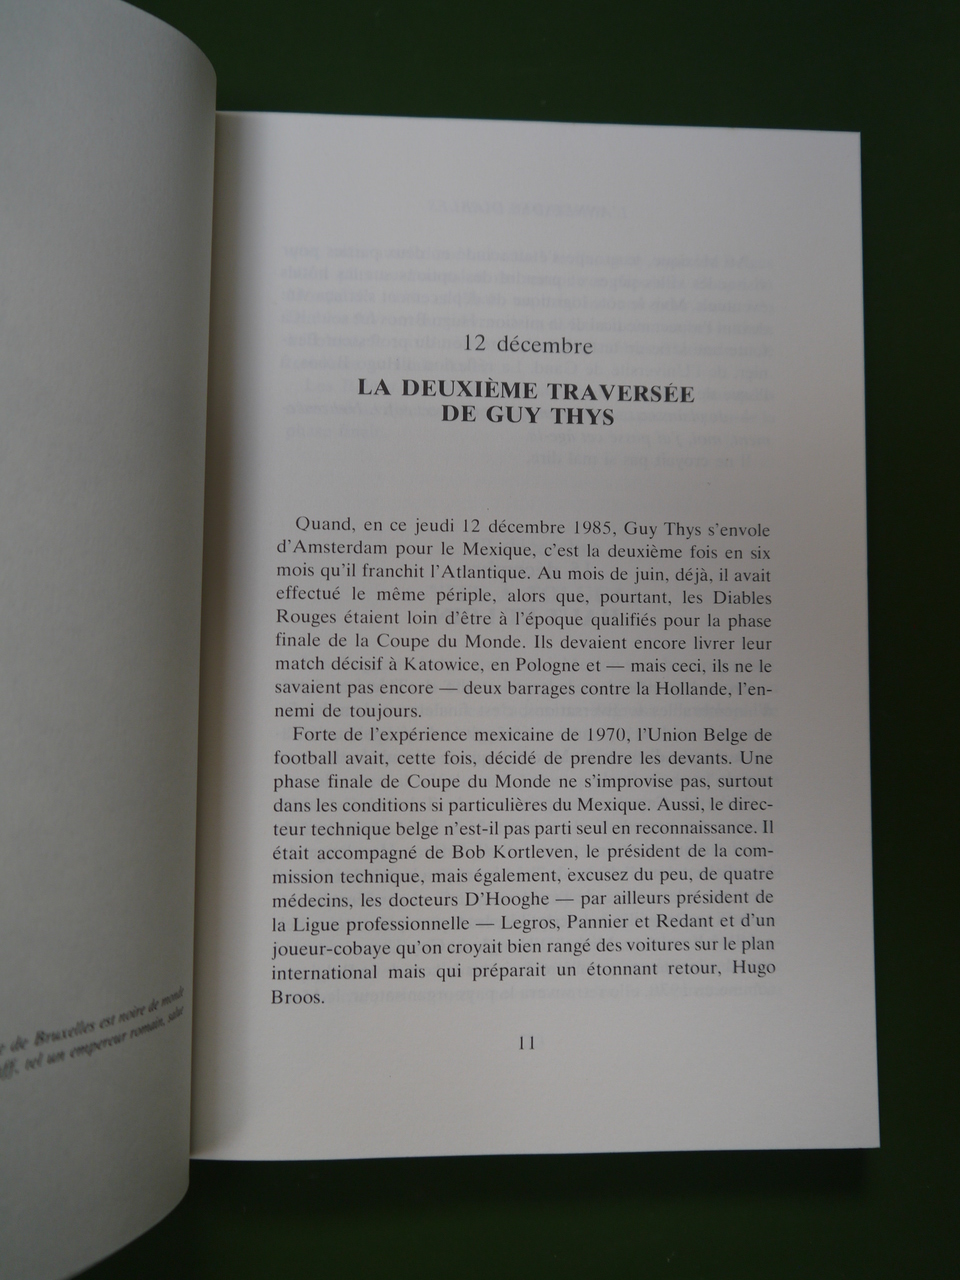 12 décembre
LA DEUXIÈME TRAVERSÉE
DE GUY THYS
Quand, en ce jeudi 12 décembre 1985, Guy Thys s'envole
d'Amsterdam pour le Mexique, c'est la deuxième fois en six
mois qu'il franchit l'Atlantique. Au mois de juin, déjà, il avait
effectué le même périple, alors que, pourtant, les Diables
Rouges étaient loin d'être à l'époque qualifiés pour la phase
finale de la Coupe du Monde. Ils devaient encore livrer leur
match décisif à Katowice, en Pologne et — mais ceci, ils ne le
savaient pas encore — deux barrages contre la Hollande, l'en-
nemi de toujours.
Forte de l'expérience mexicaine de 1970, l'Union Belge de
football avait, cette fois, décidé de prendre les devants. Une
phase finale de Coupe du Monde ne s'improvise pas, surtout
dans les conditions si particulières du Mexique. Aussi, le direc-
teur technique belge n'est-il pas parti seul en reconnaissance. Il
était accompagné de Bob Kortleven, le président de la com-
mission technique, mais également, excusez du peu, de quatre
médecins, les docteurs D'Hooghe — par ailleurs président de
la Ligue professionnelle — Legros, Pannier et Redant et d'un
joueur-cobaye qu'on croyait bien rangé des voitures sur le plan
international mais qui préparait un étonnant retour, Hugo
Broos.
11
de Bruxelles est noire de monde
tel un empereur romain, salue